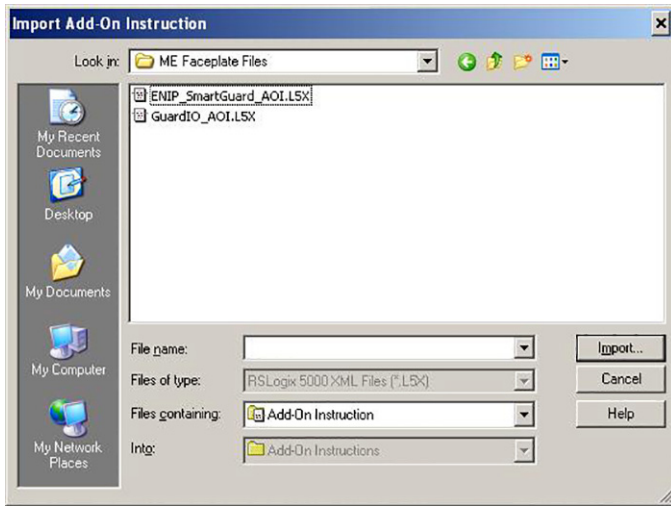 Import Add-On Instruction
Look in: ME Faceplate Files
ENIP_SmartGuard_AOI.L5X
GuardIO_AOI.L5X
My Recent
Documents
Desktop
My Documents
My Computer
My Network
Places
File name:
Import...
Files of type: RSLogix 5000 XML Files (*.L5X)
Cancel
Files containing: Add-On Instruction
Help
Into: Add-On Instructions